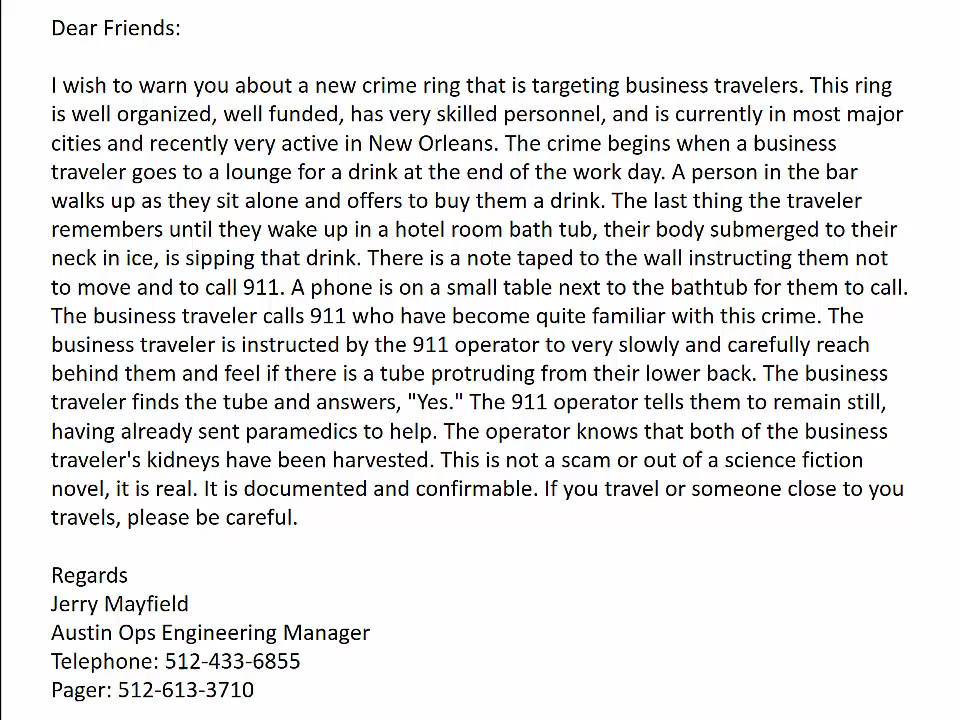 Dear Friends:
I wish to warn you about a new crime ring that is targeting business travelers. This ring
is well organized, well funded, has very skilled personnel, and is currently in most major
cities and recently very active in New Orleans. The crime begins when a business
traveler goes to a lounge for a drink at the end of the work day. A person in the bar
walks up as they sit alone and offers to buy them a drink. The last thing the traveler
remembers until they wake up in a hotel room bath tub, their body submerged to their
neck in ice, is sipping that drink. There is a note taped to the wall instructing them not
to move and to call 911. A phone is on a small table next to the bathtub for them to call.
The business traveler calls 911 who have become quite familiar with this crime. The
business traveler is instructed by the 911 operator to very slowly and carefully reach
behind them and feel if there is a tube protruding from their lower back. The business
traveler finds the tube and answers, "Yes." The 911 operator tells them to remain still,
having already sent paramedics to help. The operator knows that both of the business
traveler's kidneys have been harvested. This is not a scam or out of a science fiction
novel, it is real. It is documented and confirmable. If you travel or someone close to you
travels, please be careful.
Regards
Jerry Mayfield
Austin Ops Engineering Manager
Telephone: 512-433-6855
Pager: 512-613-3710